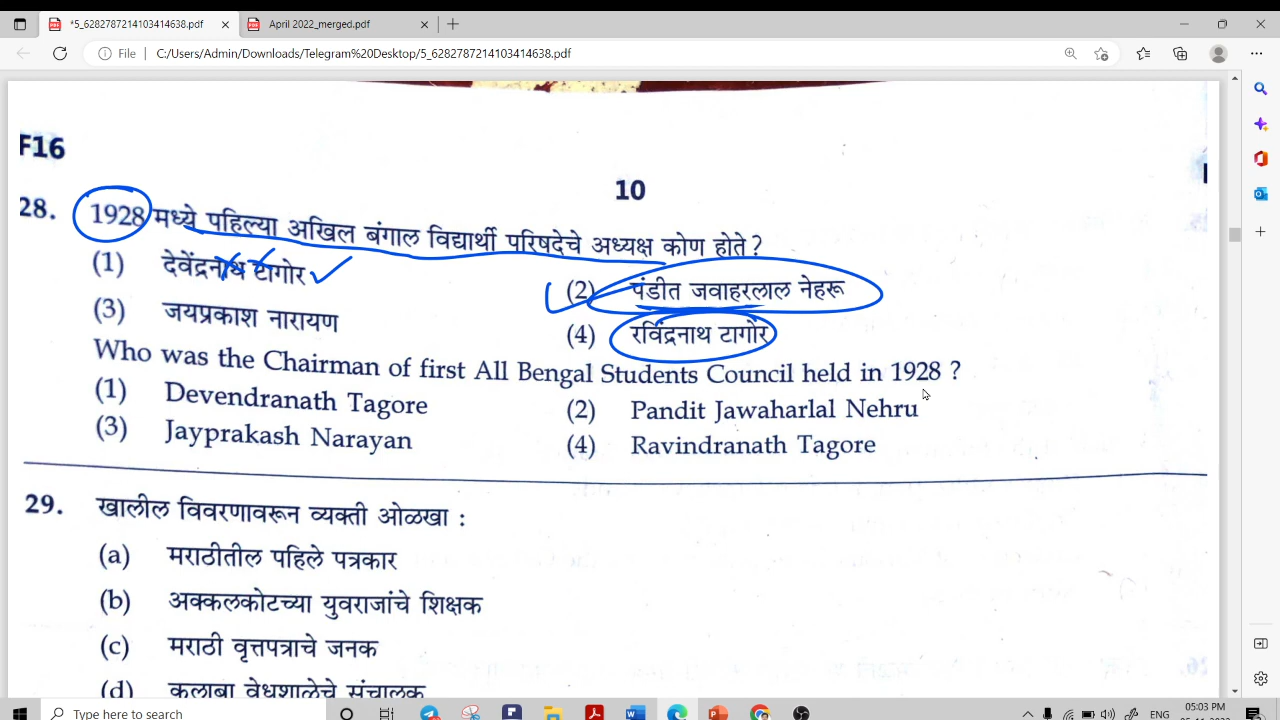 *5_6282787214103414638.pdf
April 2022_merged.pdf
File
C:/Users/Admin/Downloads/Telegram%20Desktop/5_6282787214103414638.pdf
F16
10
28. 1928 मध्ये पहिल्या अखिल बंगाल विद्यार्थी परिषदेचे अध्यक्ष कोण होते ?
(1) देवेंद्रनाथ टागोर (2) पंडीत जवाहरलाल नेहरू
(3) जयप्रकाश नारायण (4) रविंद्रनाथ टागोर
Who was the Chairman of first All Bengal Students Council held in 1928 ?
(1) Devendranath Tagore (2) Pandit Jawaharlal Nehru
(3) Jayprakash Narayan (4) Ravindranath Tagore
29. खालील विवरणावरून व्यक्ती ओळखा :
(a) मराठीतील पहिले पत्रकार
(b) अक्कलकोटच्या युवराजांचे शिक्षक
(c) मराठी वृत्तपत्राचे जनक
(d) कुलाबा वेधशाळेचे संचालक
Type here to search
05:03 PM